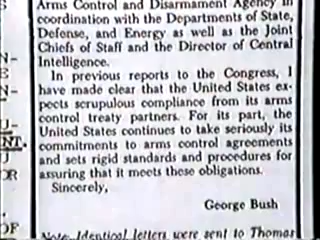 Arms Control and Disarmament Agency in
coordination with the Departments of State,
Defense, and Energy as well as the Joint
Chiefs of Staff and the Director of Central
Intelligence.
In previous reports to the Congress, I
have made clear that the United States ex-
pects scrupulous compliance from its arms
control treaty partners. For its part, the
United States continues to take seriously its
commitments to arms control agreements
and sets rigid standards and procedures for
assuring that it meets these obligations.
Sincerely,
George Bush
Note: Identical letters were sent to Thomas